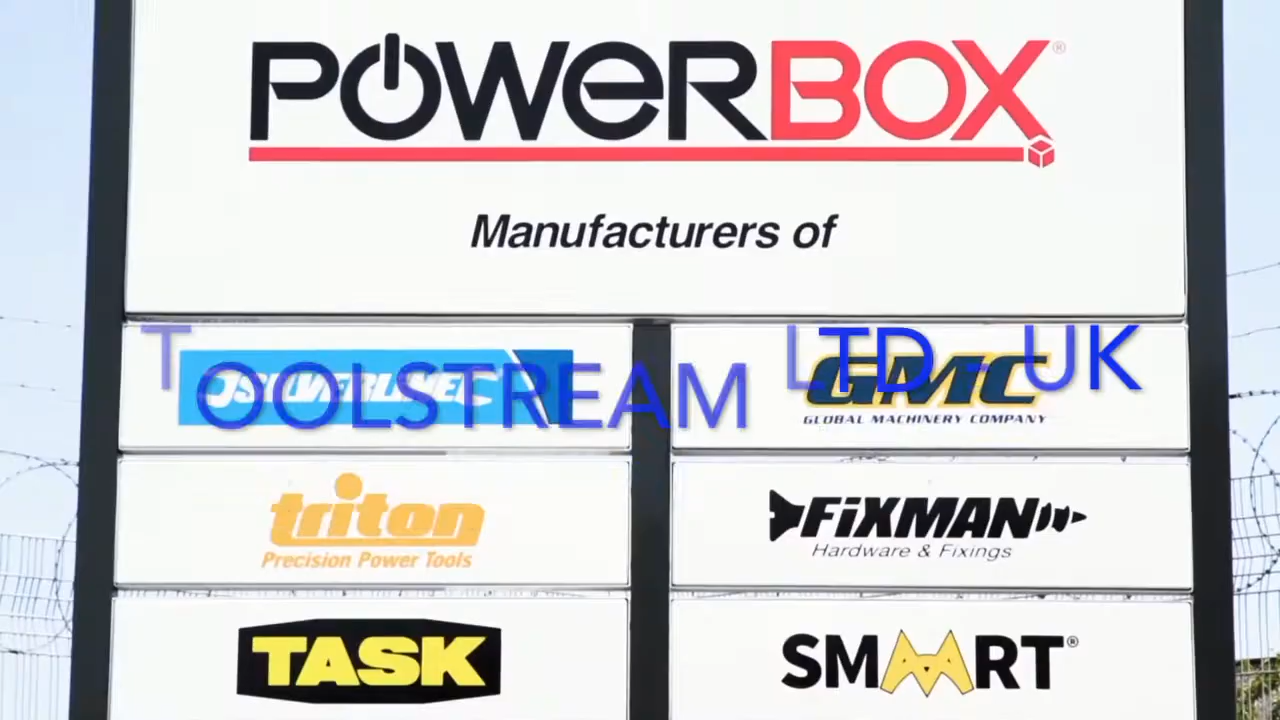 POWERBOX®
Manufacturers of
TOOLSTREAM LTD - UK
SILVERLINE
GMC
GLOBAL MACHINERY COMPANY
triton
Precision Power Tools
FiXMAN
Hardware & Fixings
TASK
SMART®